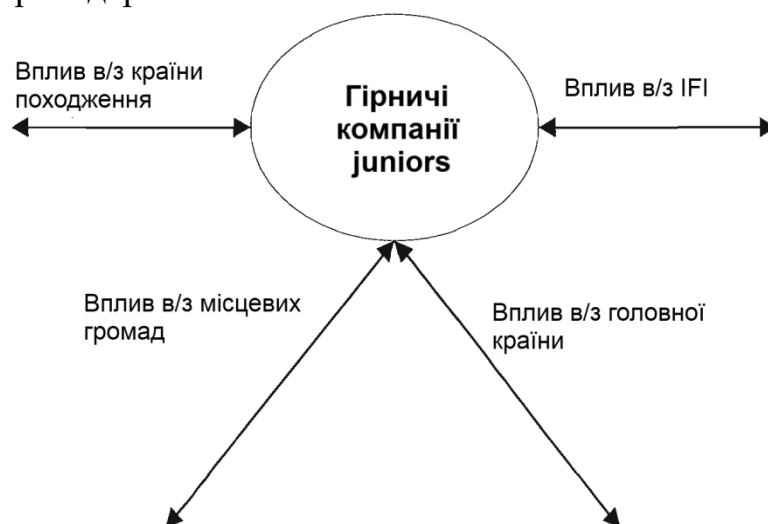 Вплив в/з країни
походження
Гірничі
компанії
juniors
Вплив в/з IFI
Вплив в/з місцевих
громад
Вплив в/з головної
країни